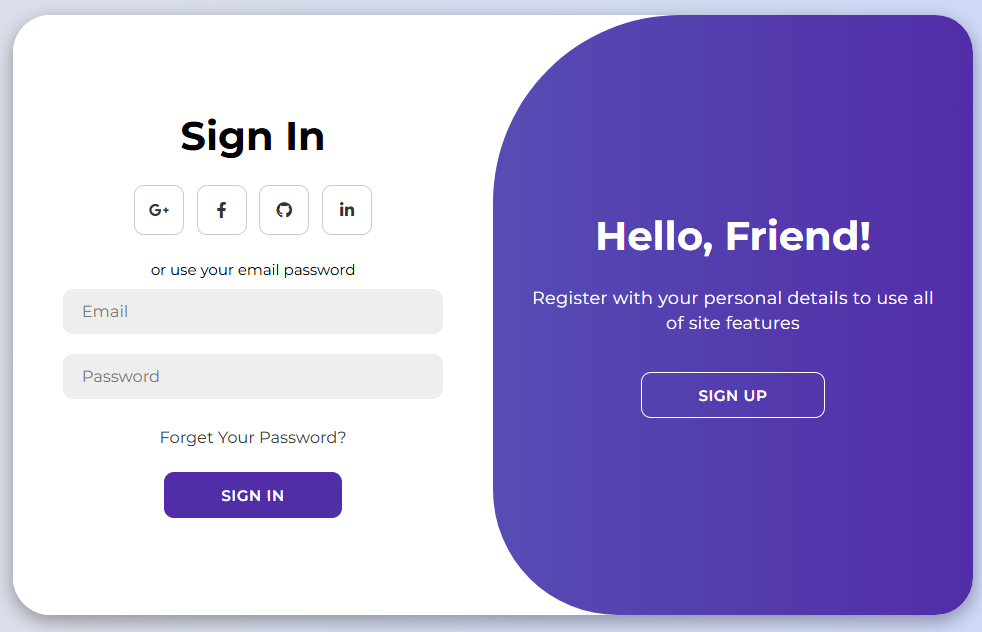 Sign In
G+
f
in
or use your email password
Email
Password
Forget Your Password?
SIGN IN
Hello, Friend!
Register with your personal details to use all
of site features
SIGN UP